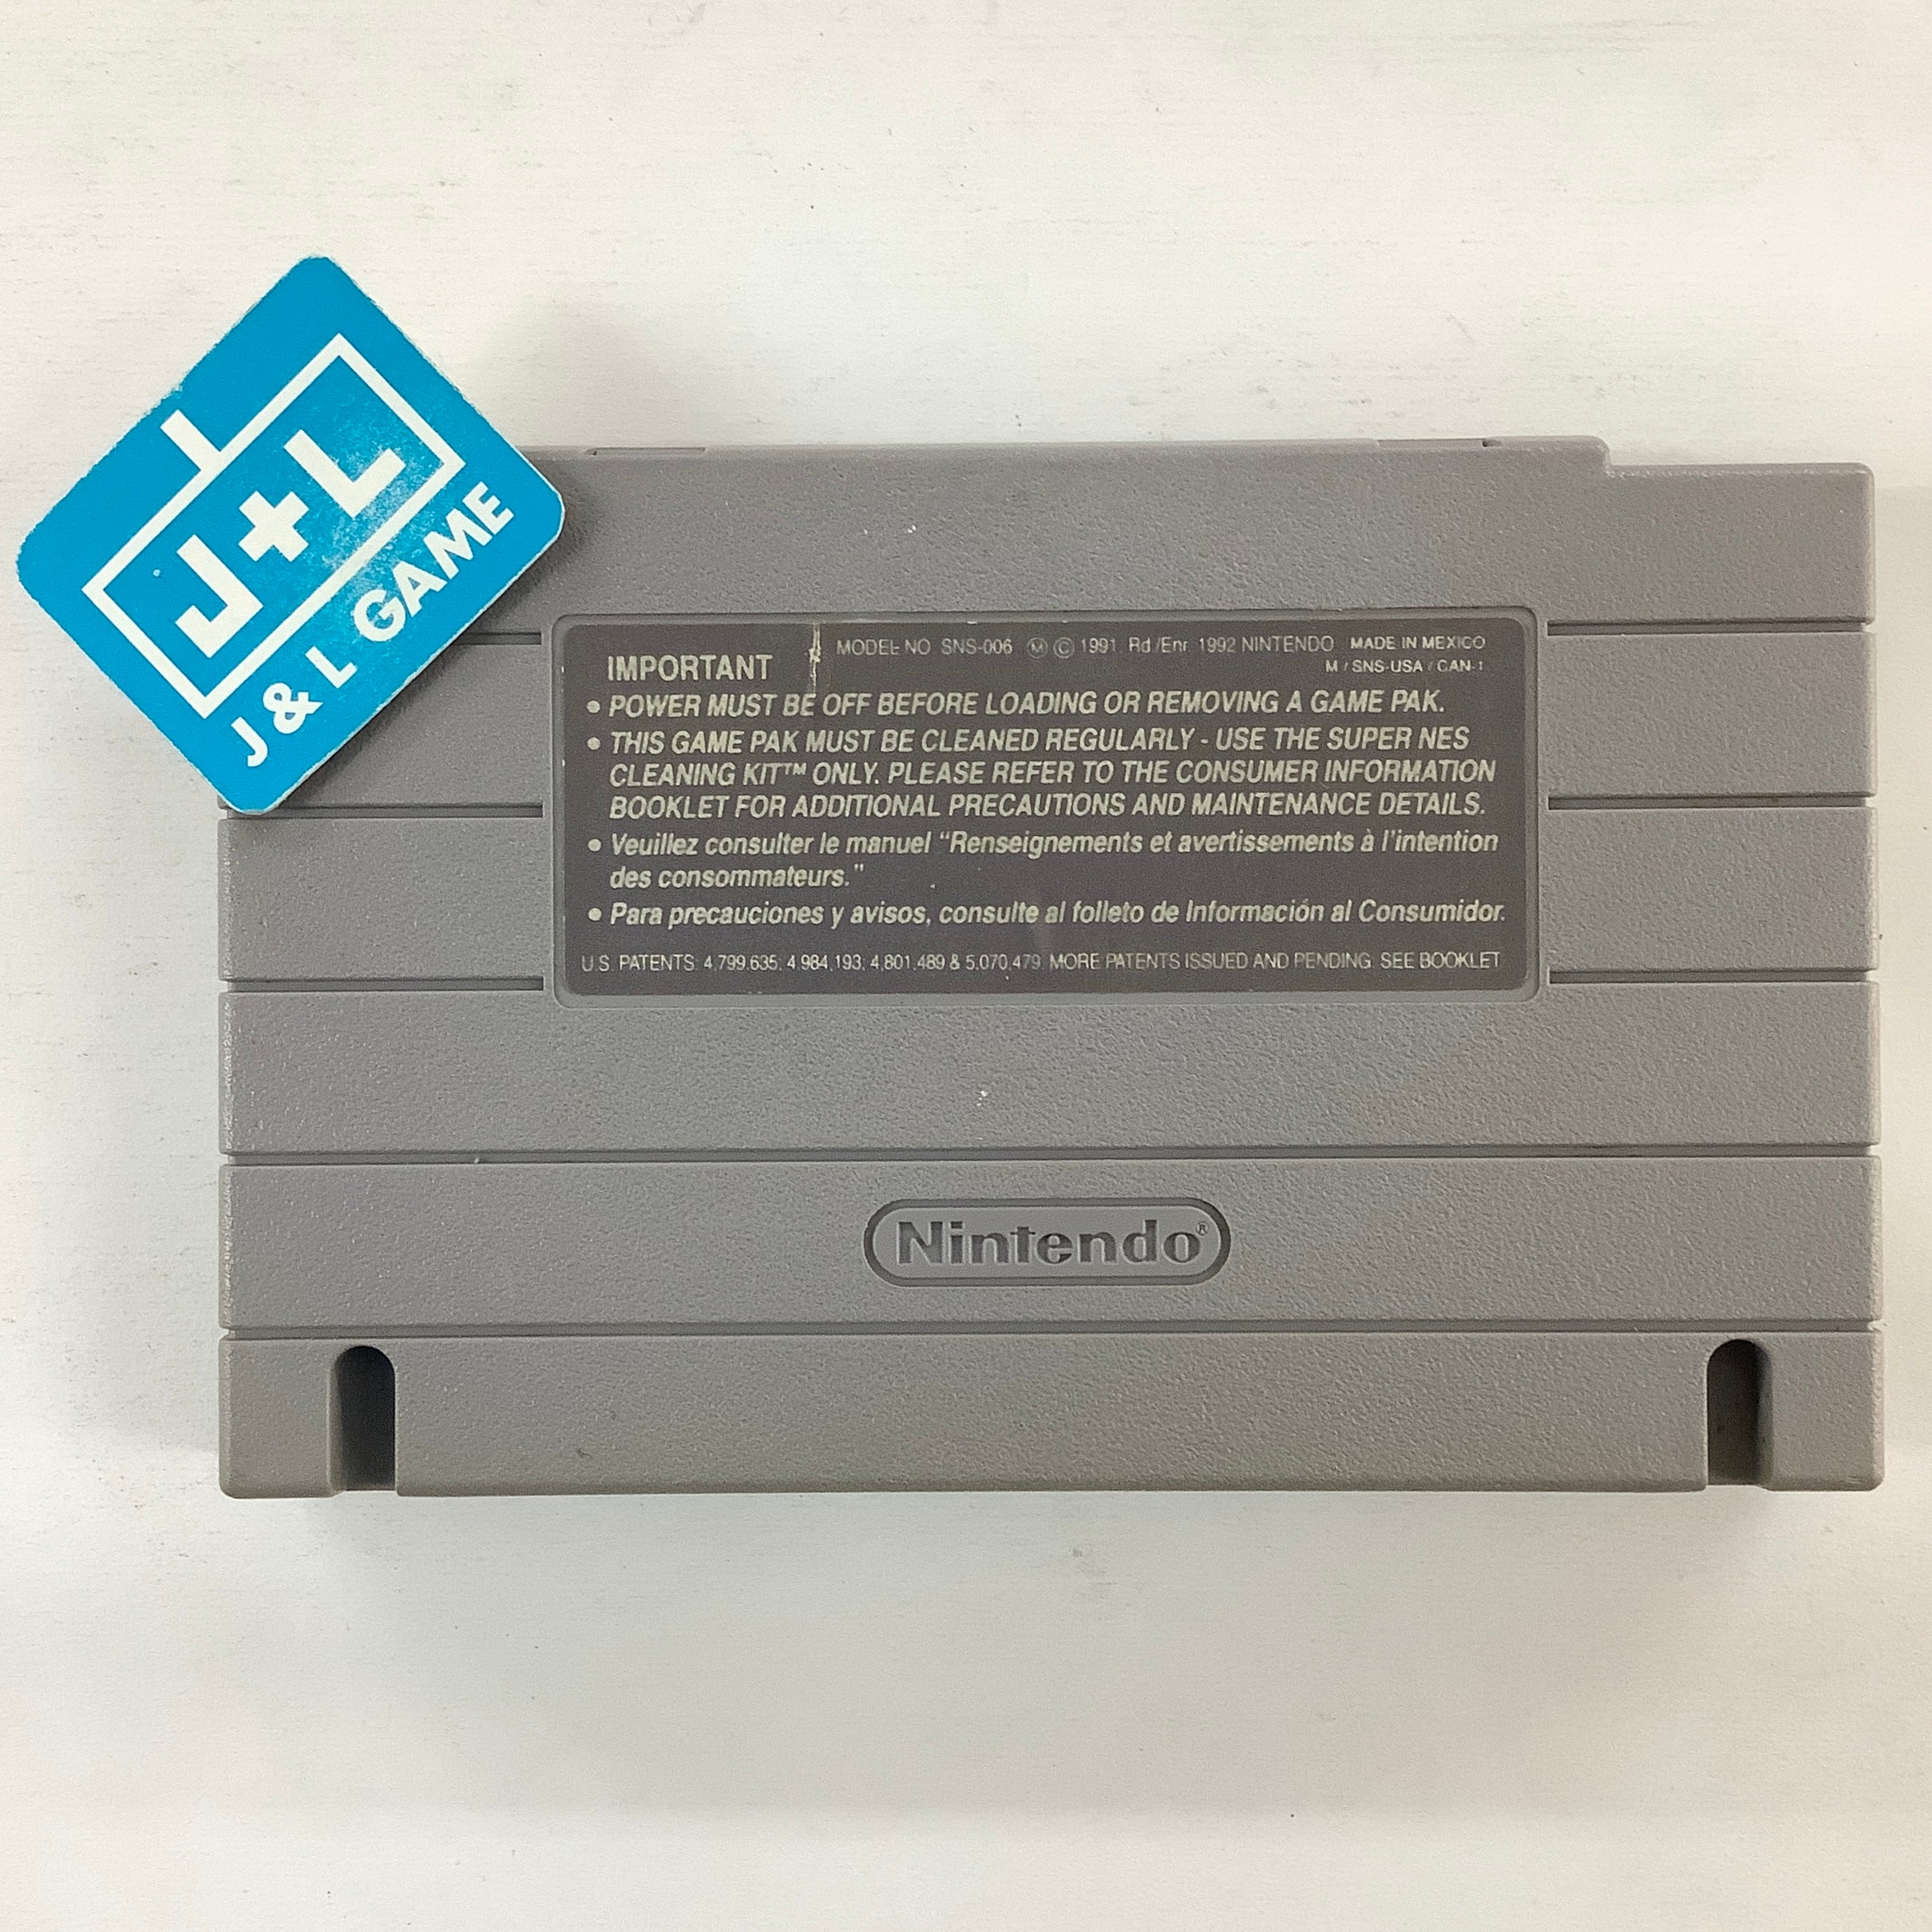 J+L
J & L GAME
MODEL NO SNS-006 Ⓜ © 1991 Rd/Enr 1992 NINTENDO MADE IN MEXICO
IMPORTANT
M / SNS-USA / CAN-1
• POWER MUST BE OFF BEFORE LOADING OR REMOVING A GAME PAK.
• THIS GAME PAK MUST BE CLEANED REGULARLY - USE THE SUPER NES
CLEANING KIT™ ONLY. PLEASE REFER TO THE CONSUMER INFORMATION
BOOKLET FOR ADDITIONAL PRECAUTIONS AND MAINTENANCE DETAILS.
• Veuillez consulter le manuel "Renseignements et avertissements à l'intention
des consommateurs."
• Para precauciones y avisos, consulte al folleto de Información al Consumidor.
U.S. PATENTS: 4,799,635; 4,984,193; 4,801,489 & 5,070,479 MORE PATENTS ISSUED AND PENDING. SEE BOOKLET
Nintendo®